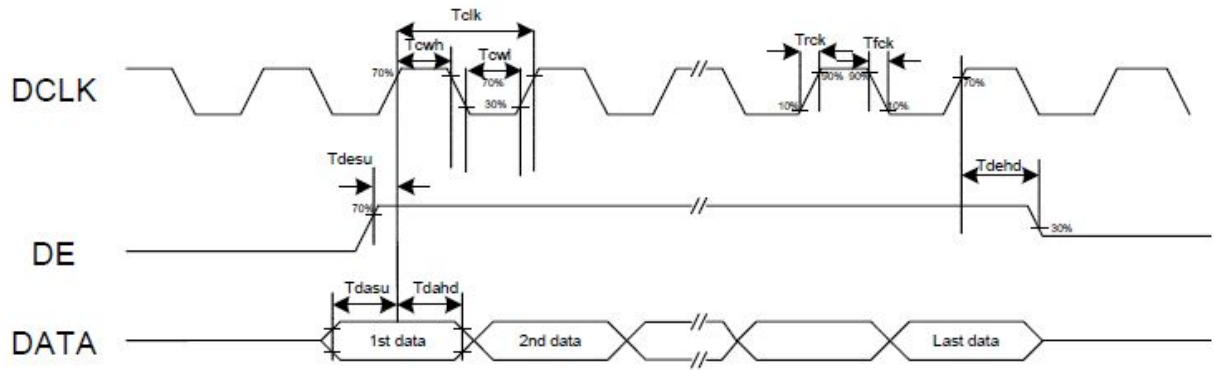 Tclk
Tcwh
Tcwl
Trck
Tfck
DCLK
70%
70%
30%
90%
90%
10%
10%
70%
Tdesu
Tdehd
70%
30%
DE
Tdasu
Tdahd
DATA
1st data
2nd data
Last data